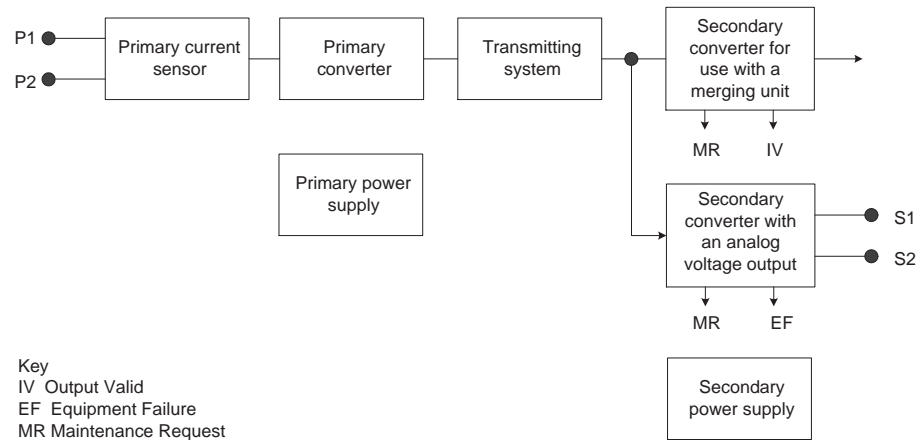 P1
P2
Primary current
sensor
Primary
converter
Transmitting
system
Secondary
converter for
use with a
merging unit
MR
IV
Primary power
supply
Secondary
converter with
an analog
voltage output
S1
S2
MR
EF
Secondary
power supply
Key
IV Output Valid
EF Equipment Failure
MR Maintenance Request